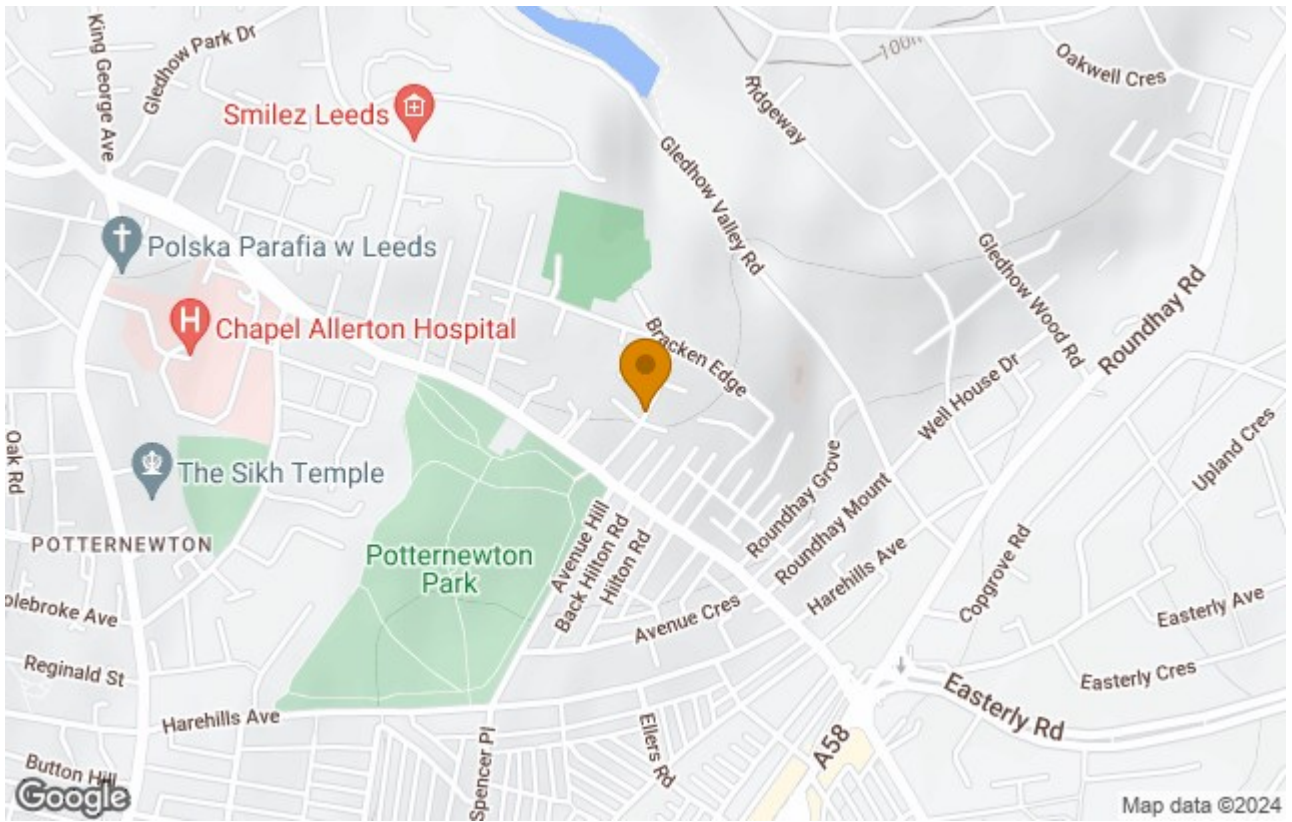 King George Ave
Gledhow Park Dr
Smilez Leeds
Ridgeway
100m
Oakwell Cres
Gledhow Valley Rd
Polska Parafia w Leeds
H
Chapel Allerton Hospital
Gledhow Wood Rd
Roundhay Rd
Bracken Edge
Well House Dr
Oak Rd
The Sikh Temple
Upland Cres
Roundhay Grove
Roundhay Mount
POTTERNEWTON
Potternewton
Park
Avenue Hill
Back Hilton Rd
Hilton Rd
Harehills Ave
Copgrove Rd
Avenue Cres
Easterly Ave
olebroke Ave
Reginald St
Easterly Cres
Easterly Rd
Harehills Ave
Ellers Rd
A58
Spencer Pl
Button Hill
Google
Map data ©2024